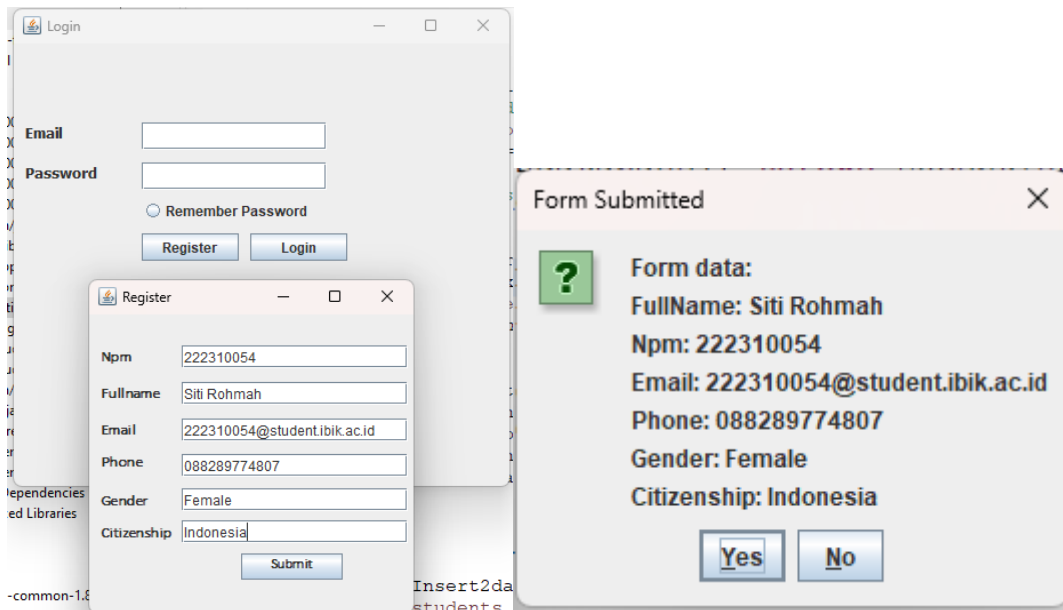 Login
Email
Password
Remember Password
Register Login
Register
Npm 222310054
Fullname Siti Rohmah
Email 222310054@student.ibik.ac.id
Phone 088289774807
Gender Female
Citizenship Indonesia
Submit
Dependencies
ed Libraries
-common-1.8
Insert2da
students
Form Submitted
?
Form data:
FullName: Siti Rohmah
Npm: 222310054
Email: 222310054@student.ibik.ac.id
Phone: 088289774807
Gender: Female
Citizenship: Indonesia
Yes No